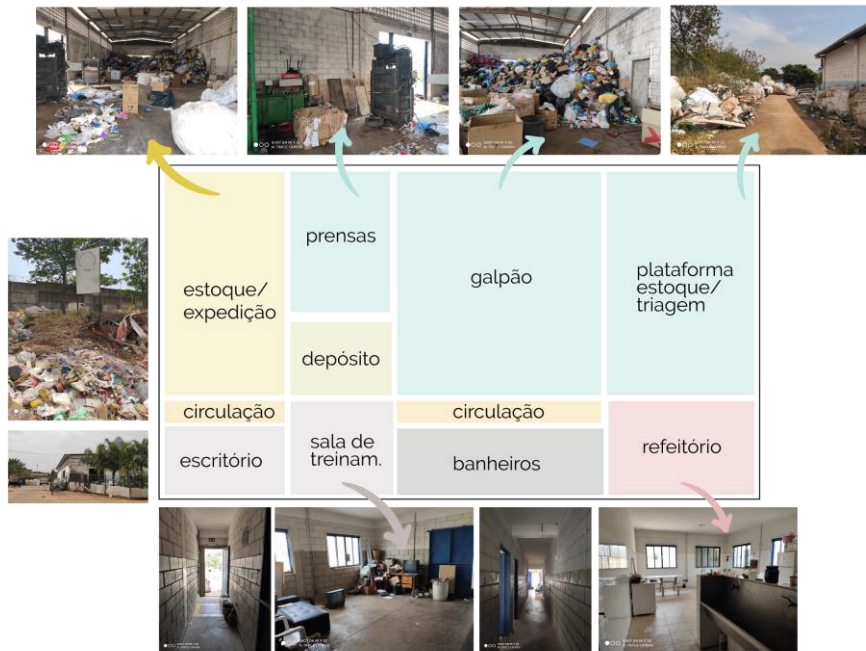 prensas
galpão
plataforma
estoque/
triagem
estoque/
expedição
depósito
circulação
circulação
sala de
treinam.
escritório
banheiros
refeitório